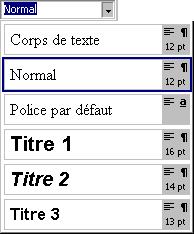 Normal
Corps de texte
12 pt
Normal
12 pt
Police par défaut
a
Titre 1
16 pt
Titre 2
14 pt
Titre 3
13 pt